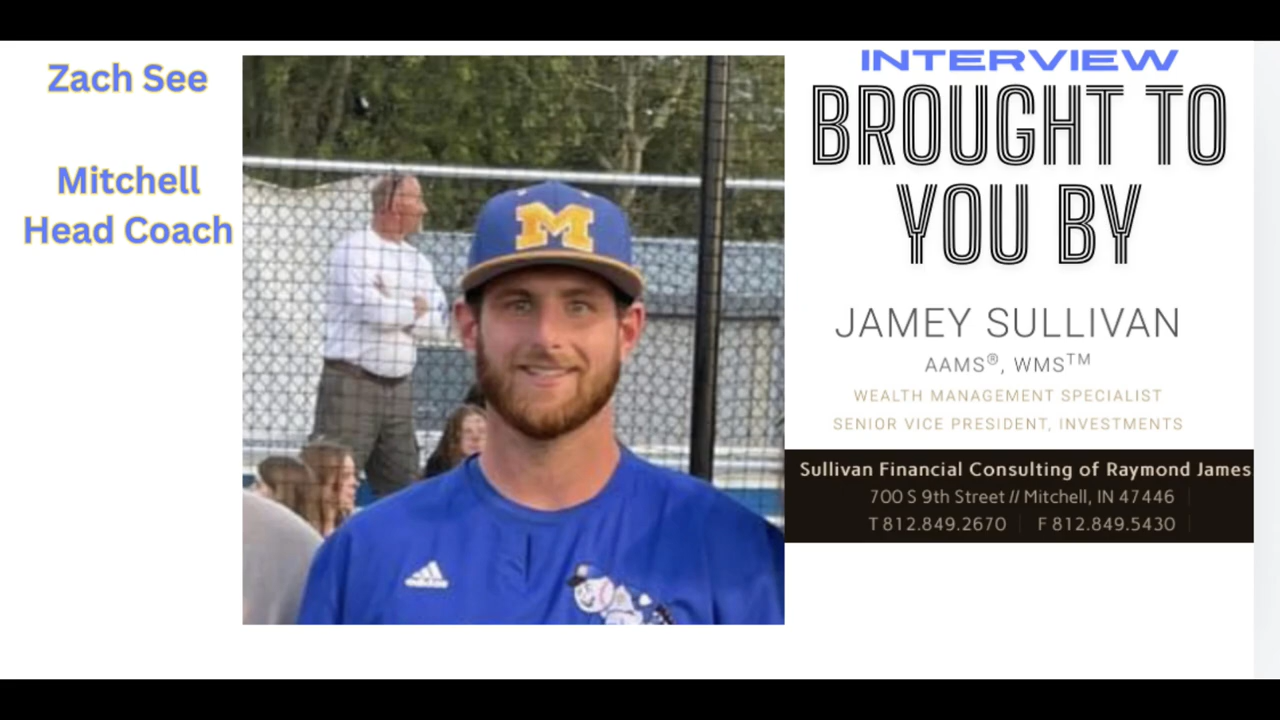 Zach See
Mitchell
Head Coach
M
adidas
INTERVIEW
BROUGHT TO
YOU BY
JAMEY SULLIVAN
AAMS®, WMS™
WEALTH MANAGEMENT SPECIALIST
SENIOR VICE PRESIDENT, INVESTMENTS
Sullivan Financial Consulting of Raymond James
700 S 9th Street // Mitchell, IN 47446
T 812.849.2670 | F 812.849.5430